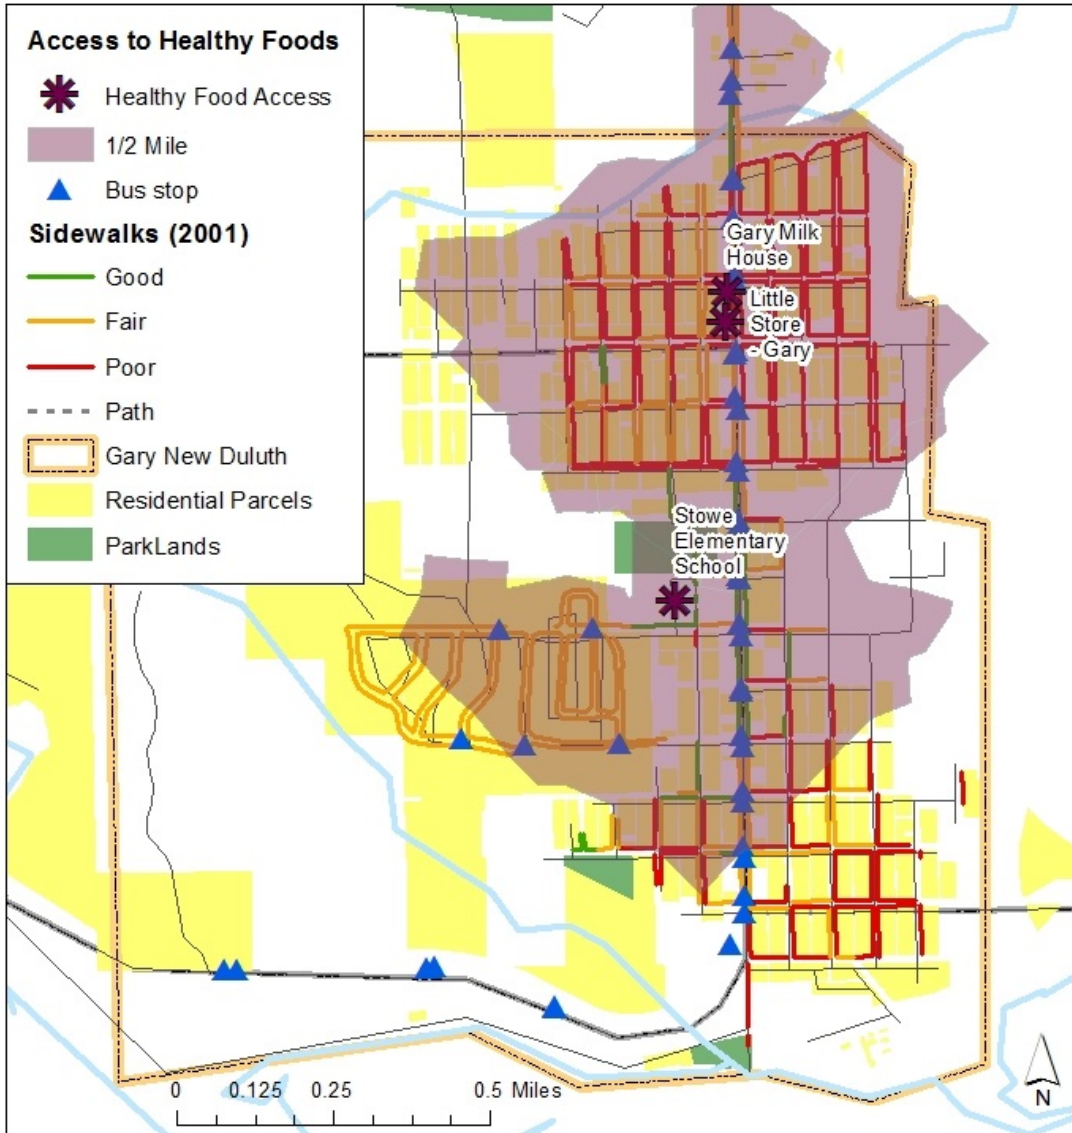 Access to Healthy Foods
Healthy Food Access
1/2 Mile
Bus stop
Sidewalks (2001)
Good
Fair
Poor
Path
Gary New Duluth
Residential Parcels
ParkLands
Gary Milk
House
Little
Store
- Gary
Stowe
Elementary
School
0 0.125 0.25 0.5 Miles
N